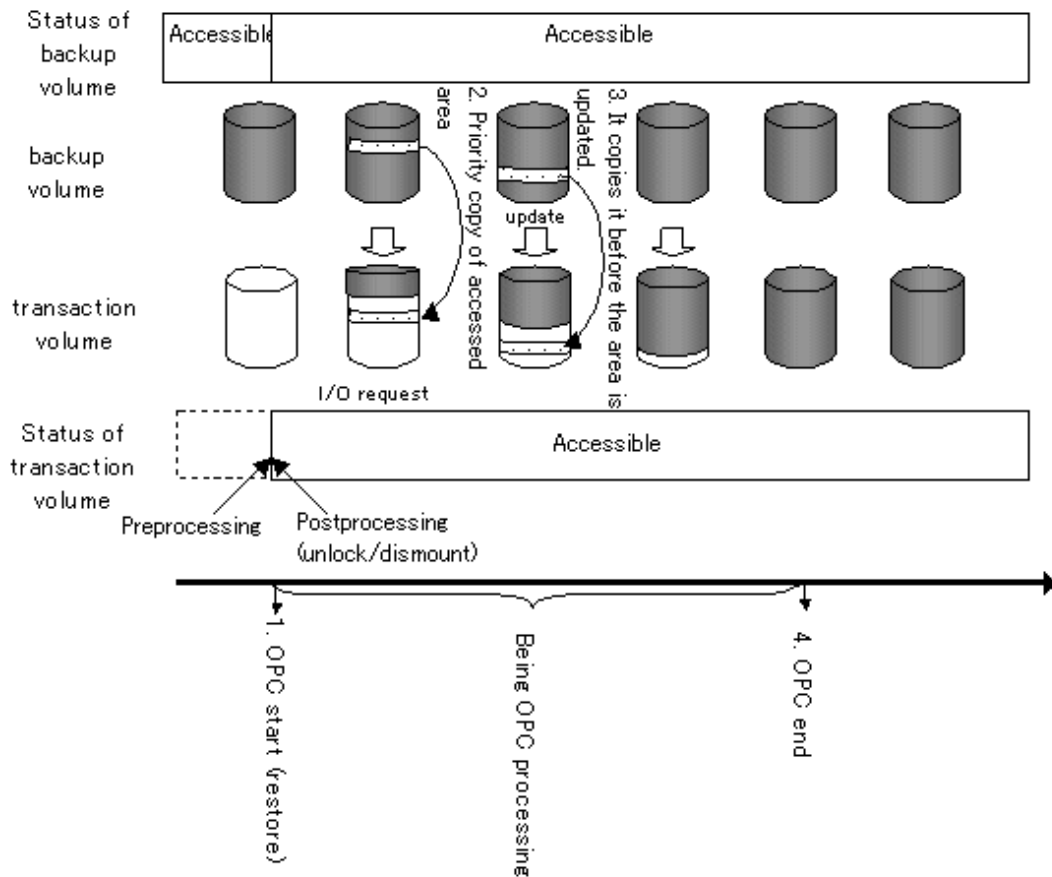 Status of
backup
volume
Accessible
Accessible
backup
volume
2. Priority copy of accessed
area
3. It copies it before the area is
updated.
update
transaction
volume
I/O request
Status of
transaction
volume
Accessible
Preprocessing
Postprocessing
(unlock/dismount)
1. OPC start (restore)
Being OPC processing
4. OPC end